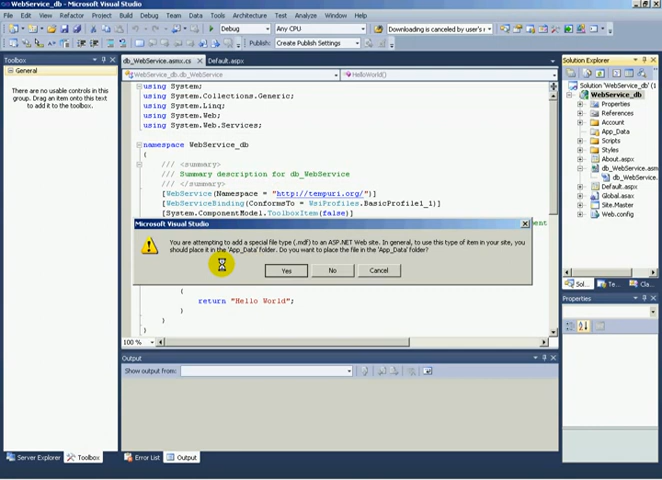 WebService_db - Microsoft Visual Studio
File Edit View Refactor Project Build Debug Team Data Tools Architecture Test Analyze Window Help
Debug Any CPU Downloading is canceled by user's r
Publish: Create Publish Settings
Toolbox
General
There are no usable controls in this
group. Drag an item onto this text
to add it to the toolbox.
db_WebService.asmx.cs Default.aspx
WebService_db.db_WebService HelloWorld()
using System;
using System.Collections.Generic;
using System.Linq;
using System.Web;
using System.Web.Services;
namespace WebService_db
{
/// <summary>
/// Summary description for db_WebService
/// </summary>
[WebService(Namespace = "http://tempuri.org/")]
[WebServiceBinding(ConformsTo = WsiProfiles.BasicProfile1_1)]
[System.ComponentModel.ToolboxItem(false)]
ent
Microsoft Visual Studio
You are attempting to add a special file type (.mdf) to an ASP.NET Web site. In general, to use this type of item in your site, you
should place it in the 'App_Data' folder. Do you want to place the file in the 'App_Data' folder?
Yes No Cancel
{
return "Hello World";
}
}
}
100 %
Output
Show output from:
Server Explorer Toolbox
Error List Output
Solution Explorer
Solution 'WebService_db' (1
WebService_db
Properties
References
Account
App_Data
Scripts
Styles
About.aspx
db_WebService.asm
db_WebService.
Default.aspx
Global.asax
Site.Master
Web.config
Sol... Te... Cla...
Properties